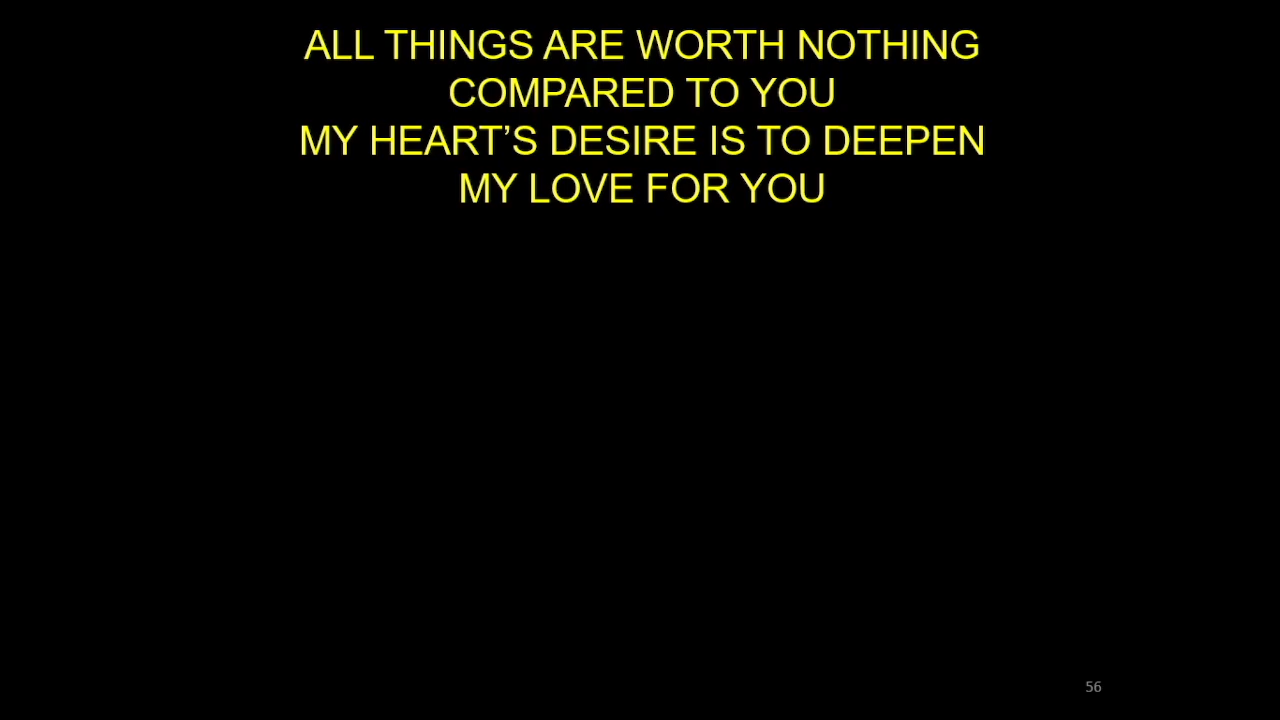 ALL THINGS ARE WORTH NOTHING
COMPARED TO YOU
MY HEART’S DESIRE IS TO DEEPEN
MY LOVE FOR YOU
56